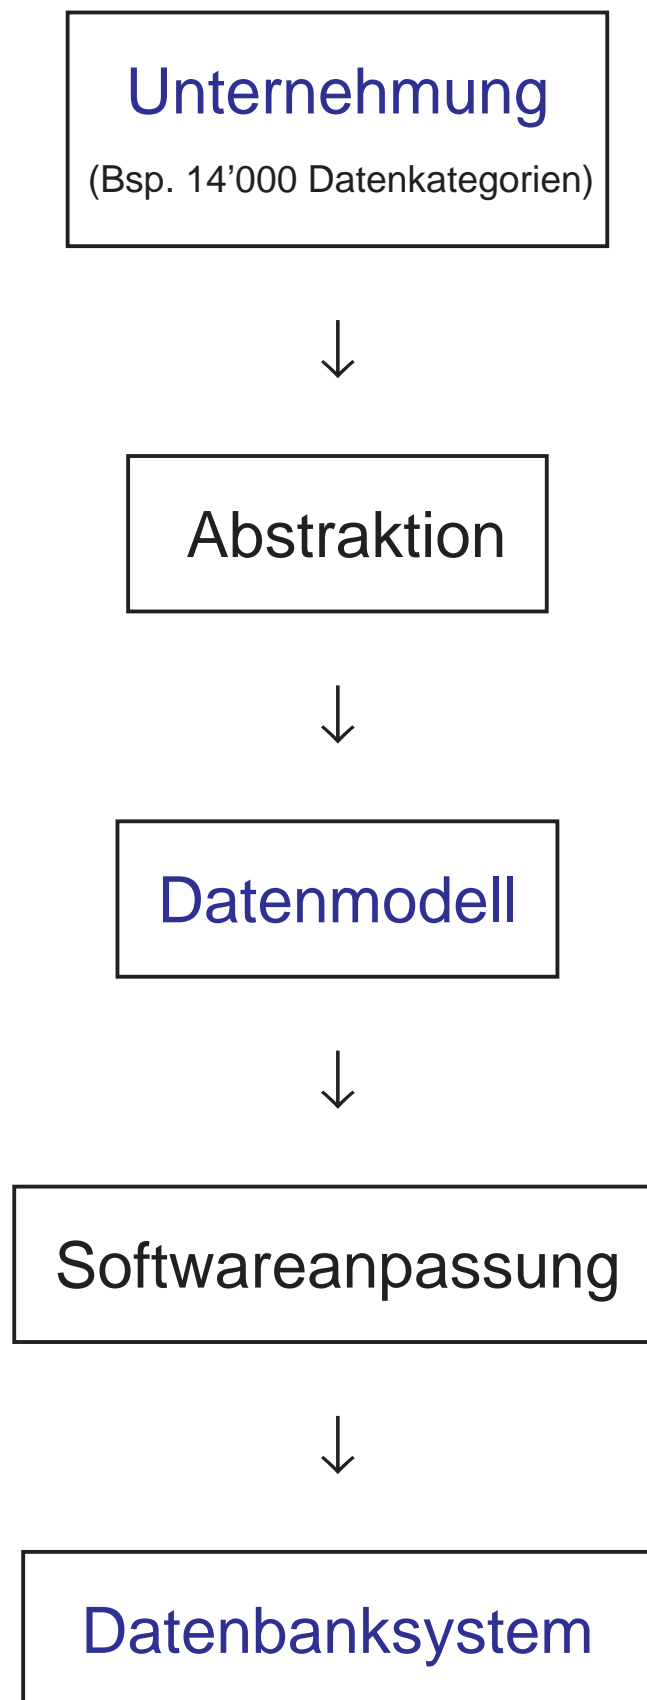 Unternehmung
(Bsp. 14’000 Datenkategorien)
↓
Abstraktion
↓
Datenmodell
↓
Softwareanpassung
↓
Datenbanksystem